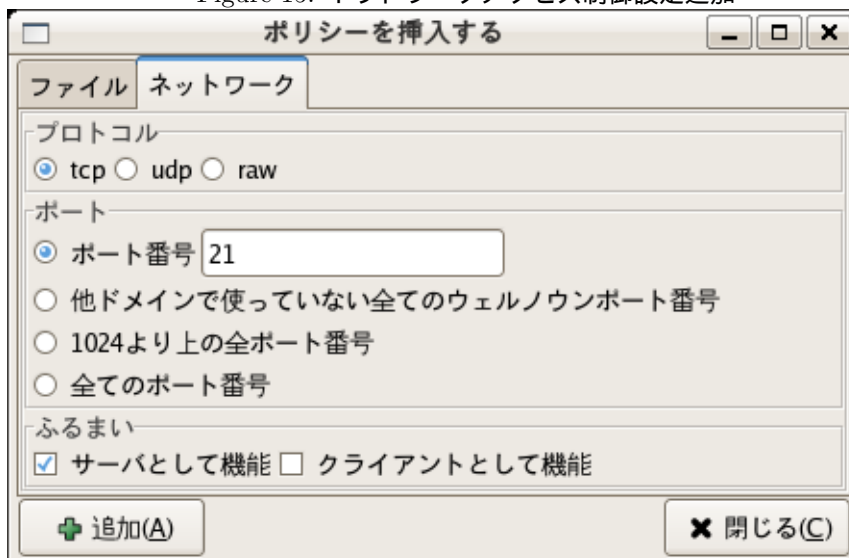 ポリシーを挿入する
ファイル ネットワーク
プロトコル
tcp udp raw
ポート
ポート番号 21
他ドメインで使っていない全てのウェルノウンポート番号
1024より上の全ポート番号
全てのポート番号
ふるまい
サーバとして機能 クライアントとして機能
追加(A) 閉じる(C)